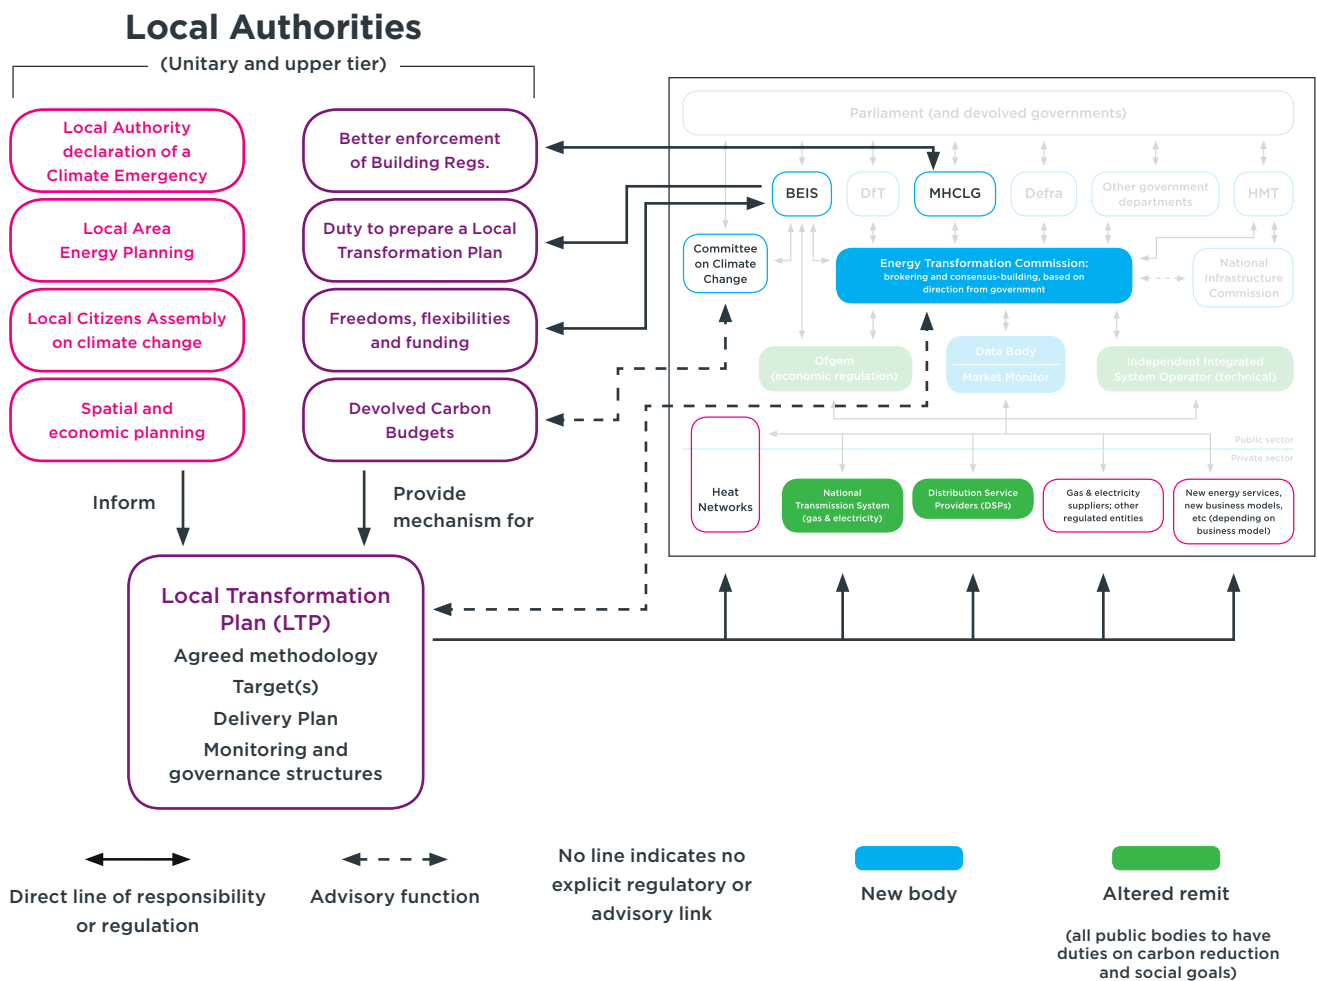 Local Authorities
(Unitary and upper tier)
Local Authority
declaration of a
Climate Emergency
Local Area
Energy Planning
Local Citizens Assembly
on climate change
Spatial and
economic planning
Better enforcement
of Building Regs.
Duty to prepare a Local
Transformation Plan
Freedoms, flexibilities
and funding
Devolved Carbon
Budgets
Inform
Provide
mechanism for
Local Transformation
Plan (LTP)
Agreed methodology
Target(s)
Delivery Plan
Monitoring and
governance structures
Parliament (and devolved governments)
BEIS
DfT
MHCLG
Defra
Other government
departments
HMT
Committee
on Climate
Change
Energy Transformation Commission:
brokering and consensus-building, based on
direction from government
National
Infrastructure
Commission
Ofgem
(economic regulation)
Data Body
Market Monitor
Independent Integrated
System Operator (technical)
Public sector
Private sector
Heat
Networks
National
Transmission System
(gas & electricity)
Distribution Service
Providers (DSPs)
Gas & electricity
suppliers; other
regulated entities
New energy services,
new business models,
etc (depending on
business model)
Direct line of responsibility
or regulation
Advisory function
No line indicates no
explicit regulatory or
advisory link
New body
Altered remit
(all public bodies to have
duties on carbon reduction
and social goals)